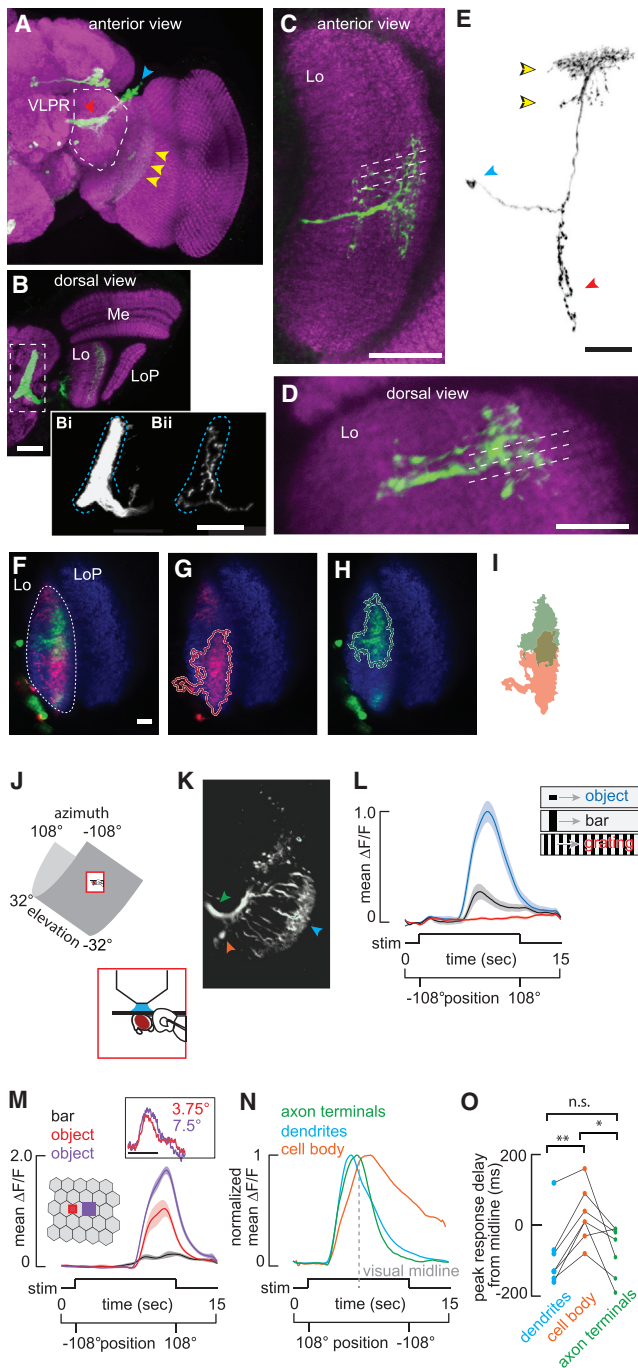 A
anterior view
VLPR
B
dorsal view
Me
Lo
LoP
Bi
Bii
C
anterior view
Lo
D
dorsal view
Lo
E
F
Lo
LoP
G
H
I
J
azimuth
108°
-108°
32°
elevation
-32°
K
L
1.0
0
mean ΔF/F
object
bar
grating
stim
0
time (sec)
15
-108°
position
108°
M
bar
object
object
3.75°
7.5°
2.0
0
mean ΔF/F
stim
0
time (sec)
15
-108°
position
108°
N
axon terminals
dendrites
cell body
1
0
normalized
mean ΔF/F
visual midline
stim
0
time (sec)
15
108°
position
-108°
O
n.s.
*
**
200
0
-200
peak response delay
from midline (ms)
dendrites
cell body
axon terminals